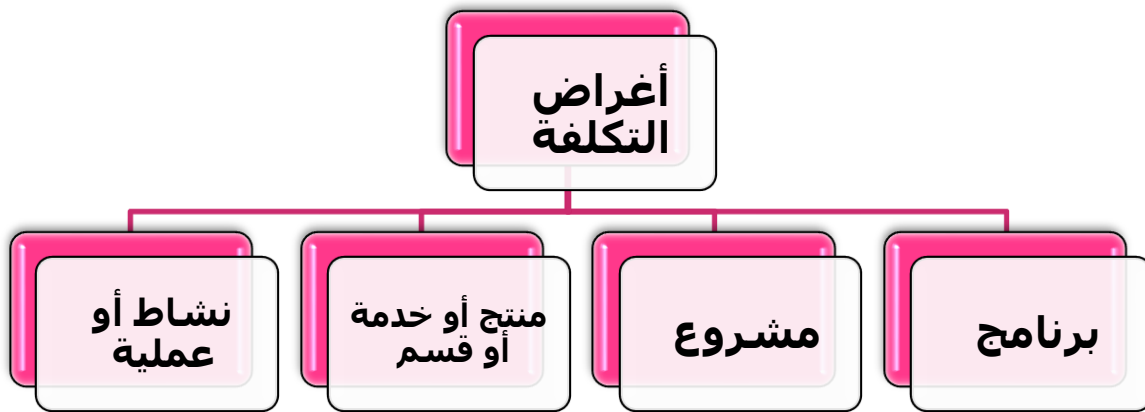 أغراض
التكلفة
برنامج
مشروع
منتج أو خدمة
أو قسم
نشاط أو
عملية